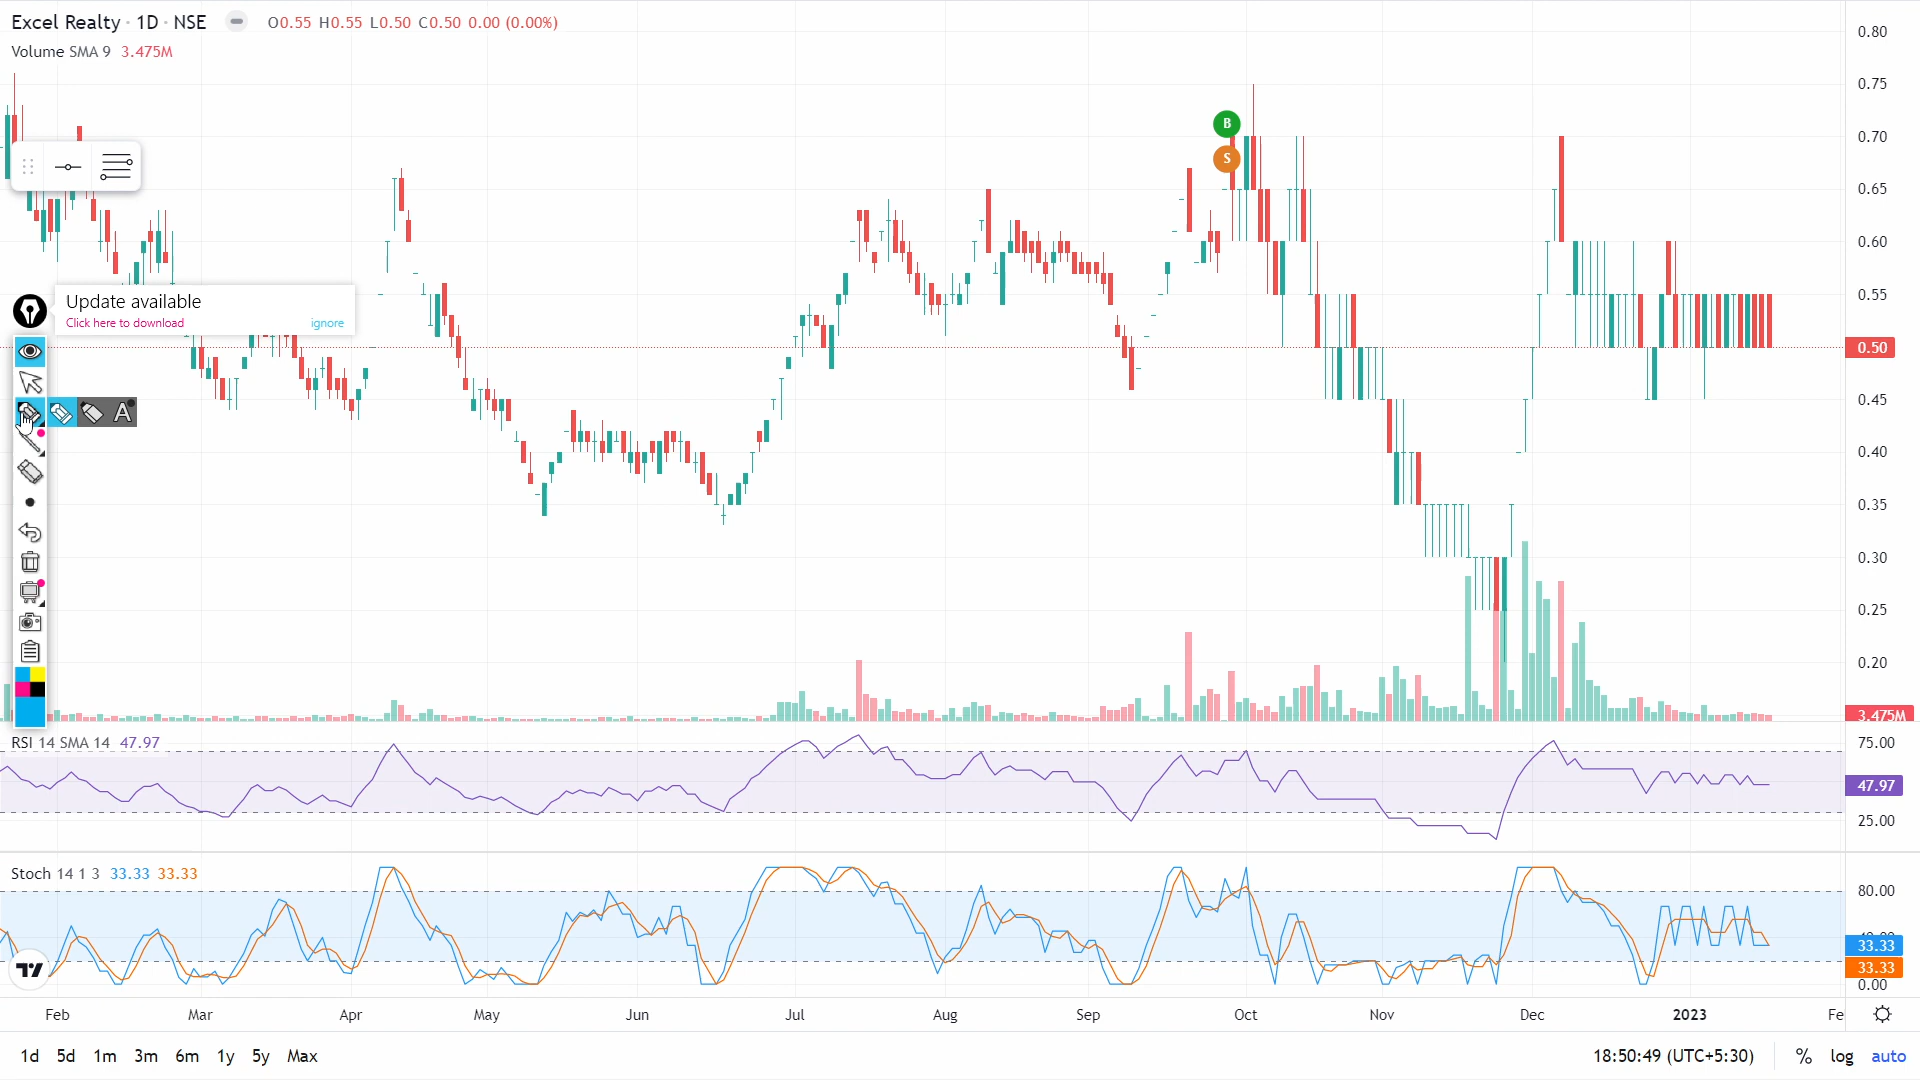 Excel Realty · 1D · NSE O0.55 H0.55 L0.50 C0.50 0.00 (0.00%)
Volume SMA 9 3.475M
0.80
0.75
0.70
0.65
0.60
0.55
0.50
0.45
0.40
0.35
0.30
0.25
0.20
3.475M
B
S
Update available
Click here to download ignore
A
RSI 14 SMA 14 47.97
75.00
47.97
25.00
Stoch 14 1 3 33.33 33.33
80.00
40.00
33.33
33.33
0.00
Feb Mar Apr May Jun Jul Aug Sep Oct Nov Dec 2023 Fe
1d 5d 1m 3m 6m 1y 5y Max 18:50:49 (UTC+5:30) % log auto